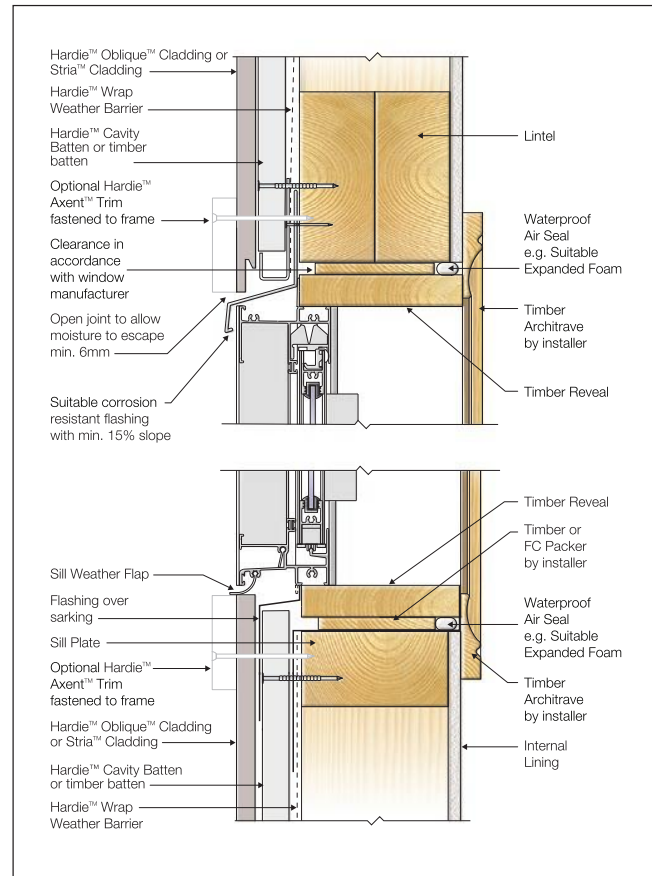 Hardie™ Oblique™ Cladding or
Stria™ Cladding
Hardie™ Wrap
Weather Barrier
Hardie™ Cavity
Batten or timber
batten
Optional Hardie™
Axent™ Trim
fastened to frame
Clearance in
accordance
with window
manufacturer
Open joint to allow
moisture to escape
min. 6mm
Suitable corrosion
resistant flashing
with min. 15% slope
Lintel
Waterproof
Air Seal
e.g. Suitable
Expanded Foam
Timber
Architrave
by installer
Timber Reveal
Sill Weather Flap
Flashing over
sarking
Sill Plate
Optional Hardie™
Axent™ Trim
fastened to frame
Hardie™ Oblique™ Cladding
or Stria™ Cladding
Hardie™ Cavity Batten
or timber batten
Hardie™ Wrap
Weather Barrier
Timber Reveal
Timber or
FC Packer
by installer
Waterproof
Air Seal
e.g. Suitable
Expanded Foam
Timber
Architrave
by installer
Internal
Lining